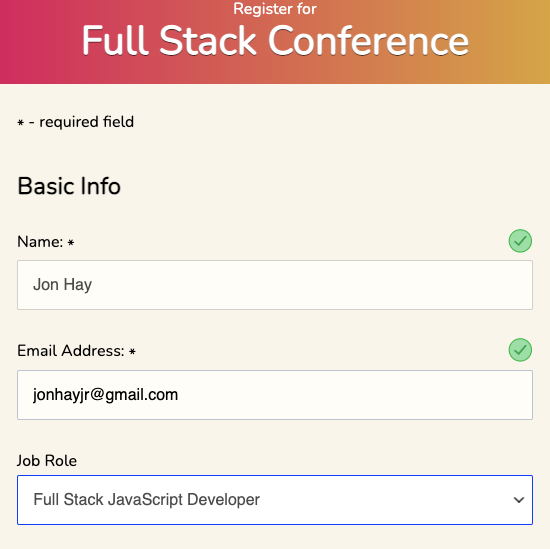 Register for
Full Stack Conference
* - required field
Basic Info
Name: *
Jon Hay
Email Address: *
jonhayjr@gmail.com
Job Role
Full Stack JavaScript Developer